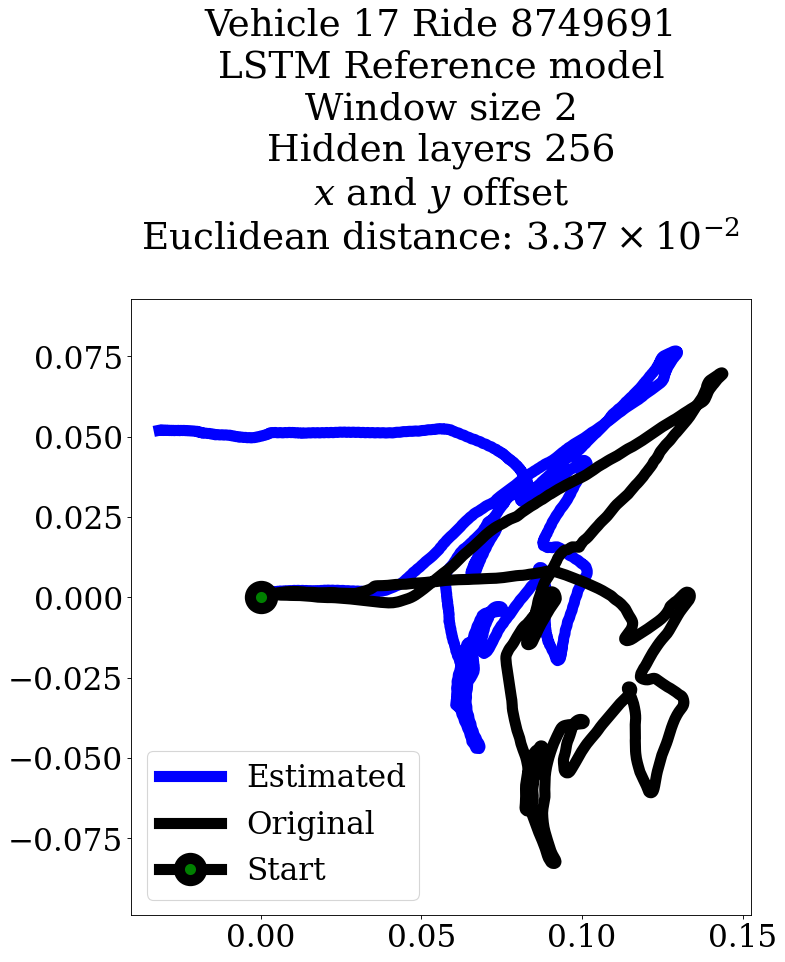 Vehicle 17 Ride 8749691
LSTM Reference model
Window size 2
Hidden layers 256
x and y offset
Euclidean distance: 3.37 × 10⁻²
0.075
0.050
0.025
0.000
−0.025
−0.050
−0.075
Estimated
Original
Start
0.00 0.05 0.10 0.15